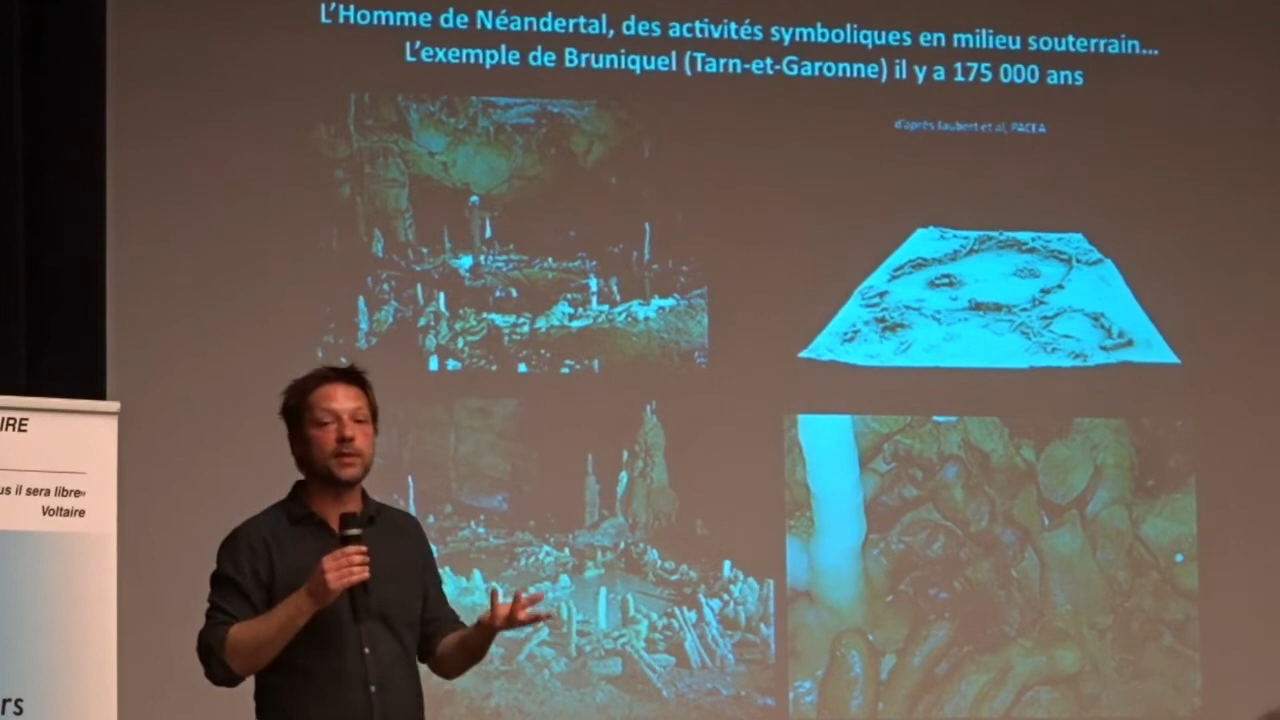 L'Homme de Néandertal, des activités symboliques en milieu souterrain...
L'exemple de Bruniquel (Tarn-et-Garonne) il y a 175 000 ans
d'après Jaubert et al, PACEA
IRE
us il sera libre»
Voltaire
rs